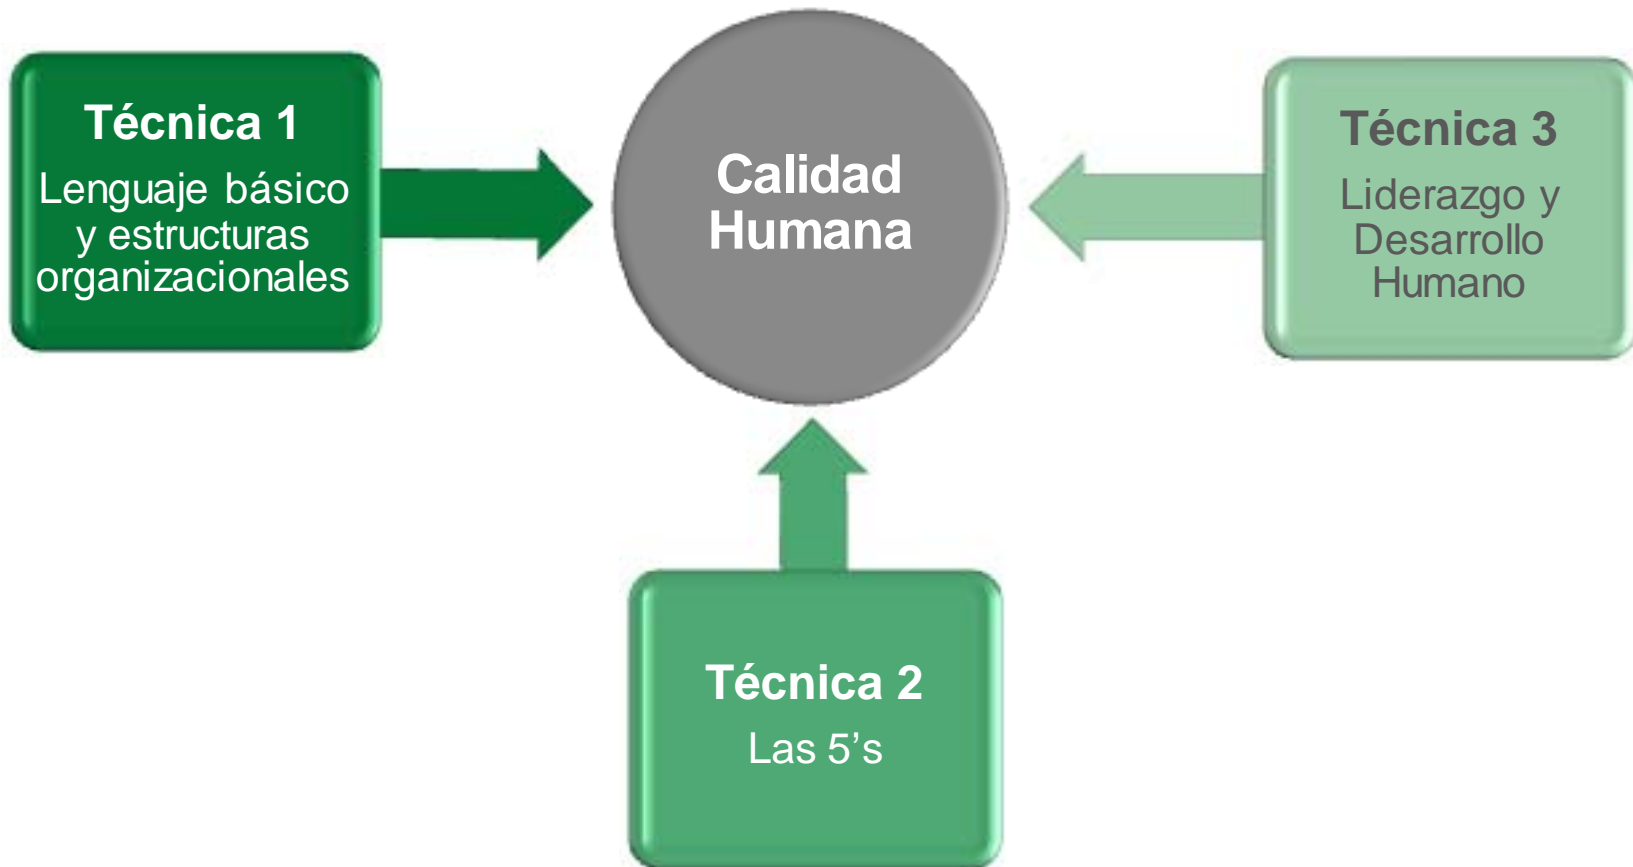 Técnica 1
Lenguaje básico
y estructuras
organizacionales
Calidad
Humana
Técnica 3
Liderazgo y
Desarrollo
Humano
Técnica 2
Las 5’s